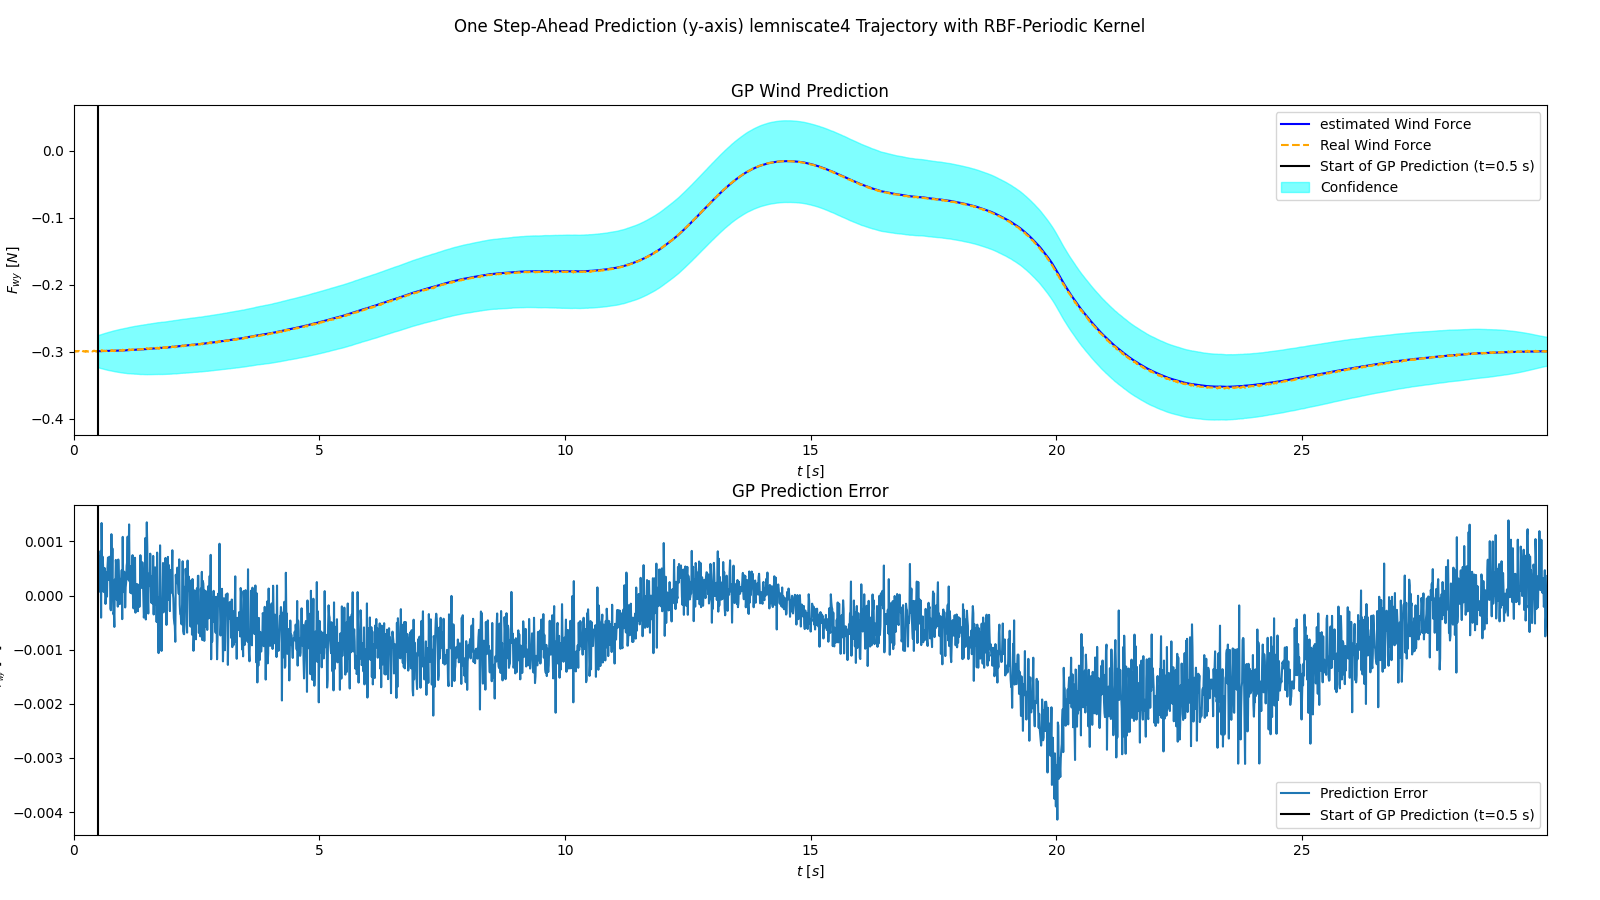 One Step-Ahead Prediction (y-axis) lemniscate4 Trajectory with RBF-Periodic Kernel
GP Wind Prediction
0.0
−0.1
−0.2
−0.3
−0.4
F_wy [N]
estimated Wind Force
Real Wind Force
Start of GP Prediction (t=0.5 s)
Confidence
0 5 10 15 20 25
t [s]
GP Prediction Error
0.001
0.000
−0.001
−0.002
−0.003
−0.004
Prediction Error
Start of GP Prediction (t=0.5 s)
0 5 10 15 20 25
t [s]